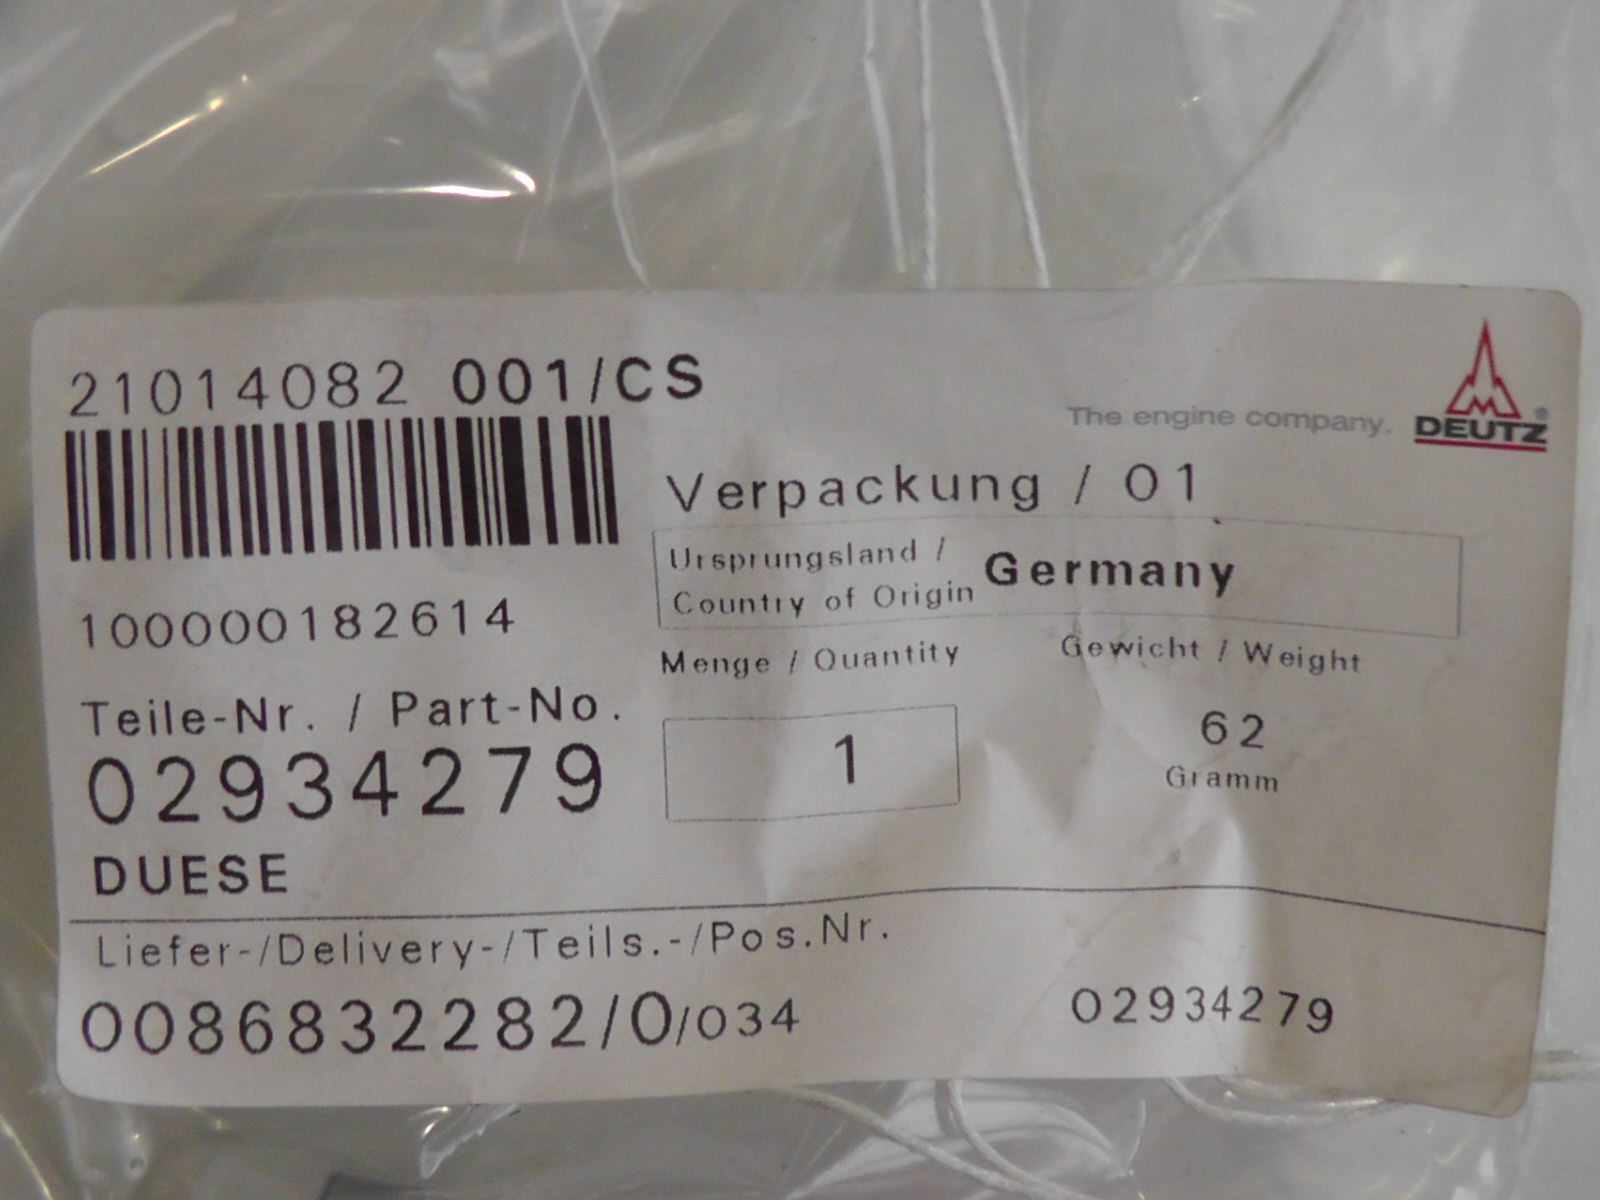 21014082 001/CS
The engine company.
DEUTZ®
Verpackung / 01
Ursprungsland /
Country of Origin
Germany
100000182614
Menge / Quantity
Gewicht / Weight
Teile-Nr. / Part-No.
02934279
1
62
Gramm
DUESE
Liefer-/Delivery-/Teils.-/Pos.Nr.
0086832282/0/034
02934279